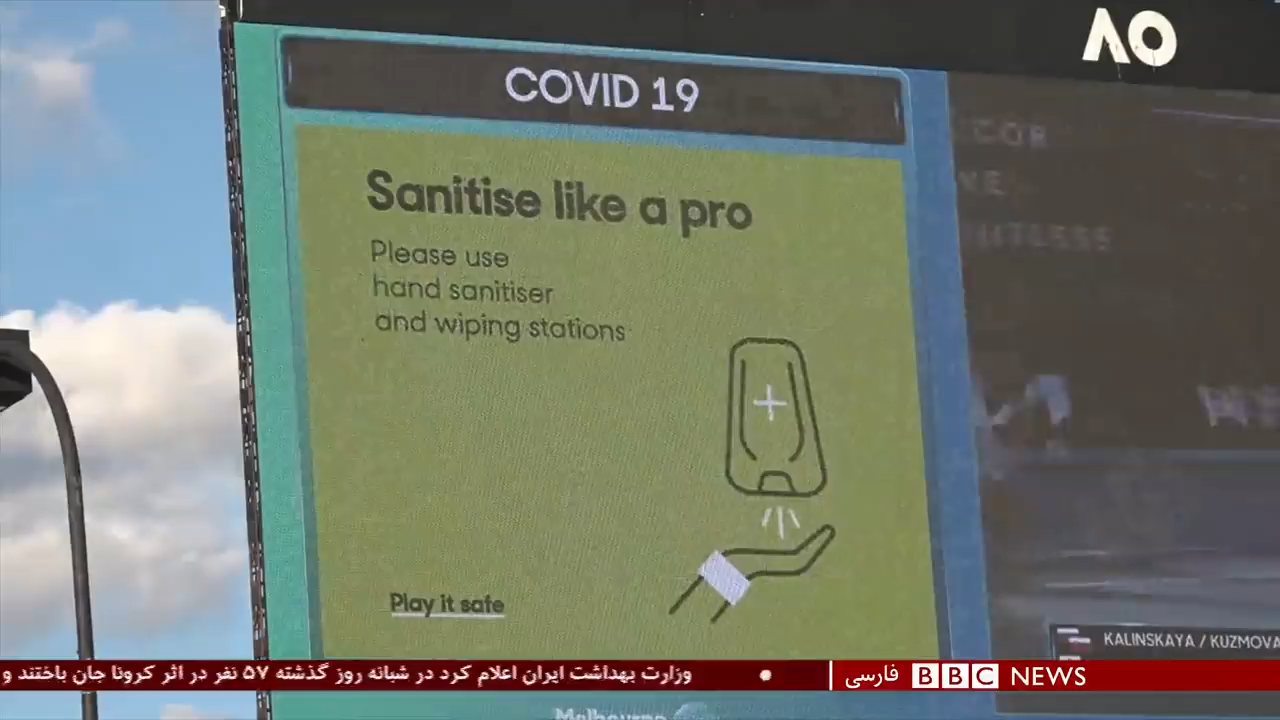 AO
COVID 19
Sanitise like a pro
Please use
hand sanitiser
and wiping stations
Play it safe
KALINSKAYA / KUZMOVA
وزارت بهداشت ایران اعلام کرد در شبانه روز گذشته ۵۷ نفر در اثر کرونا جان باختند و
BBC NEWS فارسی
Melbourne